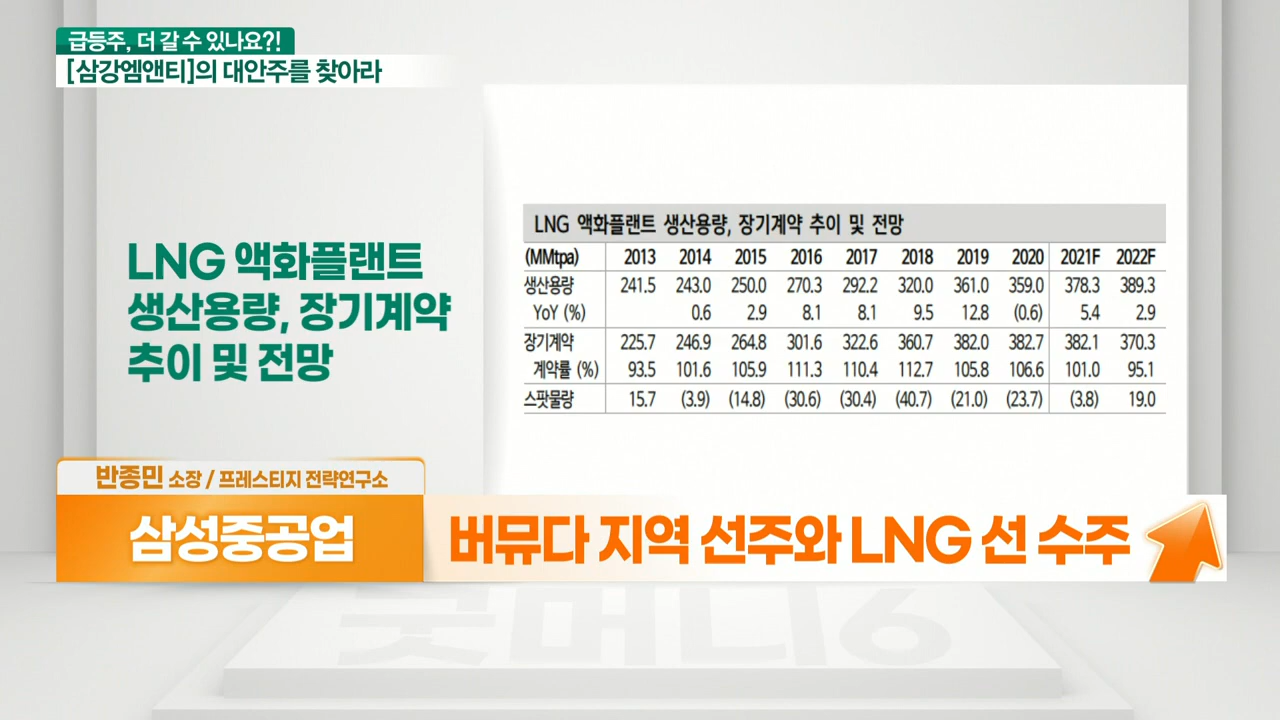 급등주, 더 갈 수 있나요?!
[삼강엠앤티]의 대안주를 찾아라
LNG 액화플랜트
생산용량, 장기계약
추이 및 전망
LNG 액화플랜트 생산용량, 장기계약 추이 및 전망
(MMtpa) 2013 2014 2015 2016 2017 2018 2019 2020 2021F 2022F
생산용량 241.5 243.0 250.0 270.3 292.2 320.0 361.0 359.0 378.3 389.3
YoY (%) 0.6 2.9 8.1 8.1 9.5 12.8 (0.6) 5.4 2.9
장기계약 225.7 246.9 264.8 301.6 322.6 360.7 382.0 382.7 382.1 370.3
계약률 (%) 93.5 101.6 105.9 111.3 110.4 112.7 105.8 106.6 101.0 95.1
스팟물량 15.7 (3.9) (14.8) (30.6) (30.4) (40.7) (21.0) (23.7) (3.8) 19.0
반종민 소장 / 프레스티지 전략연구소
삼성중공업
버뮤다 지역 선주와 LNG 선 수주
굿머니6